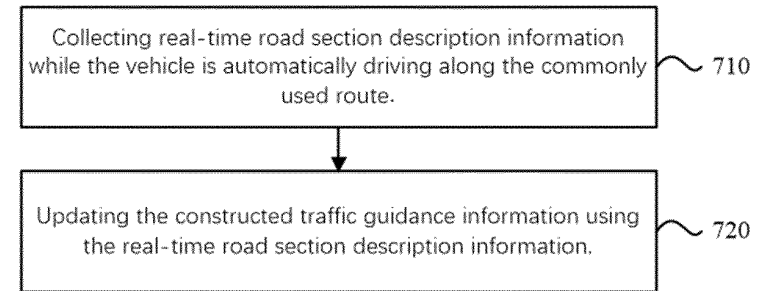 Collecting real-time road section description information
while the vehicle is automatically driving along the commonly
used route.
710
Updating the constructed traffic guidance information using
the real-time road section description information.
720